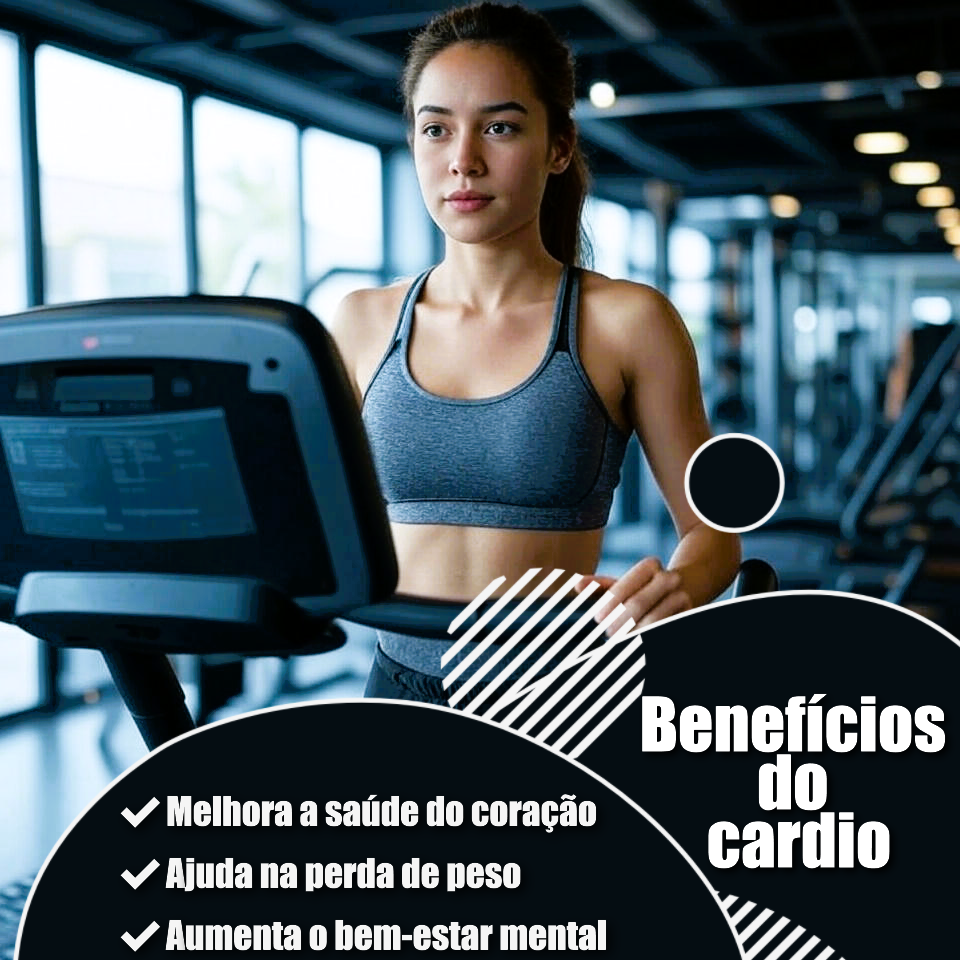 Benefícios
do
cardio
✓ Melhora a saúde do coração
✓ Ajuda na perda de peso
✓ Aumenta o bem-estar mental